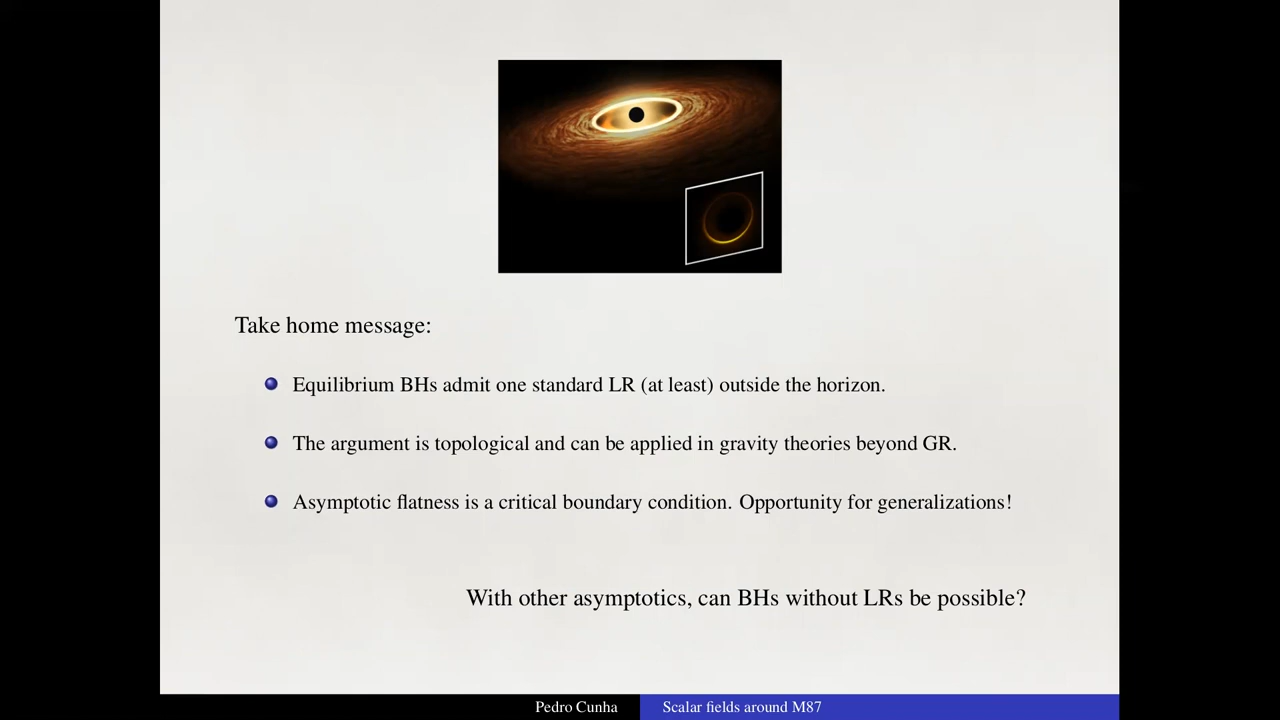 Take home message:
Equilibrium BHs admit one standard LR (at least) outside the horizon.
The argument is topological and can be applied in gravity theories beyond GR.
Asymptotic flatness is a critical boundary condition. Opportunity for generalizations!
With other asymptotics, can BHs without LRs be possible?
Pedro Cunha
Scalar fields around M87